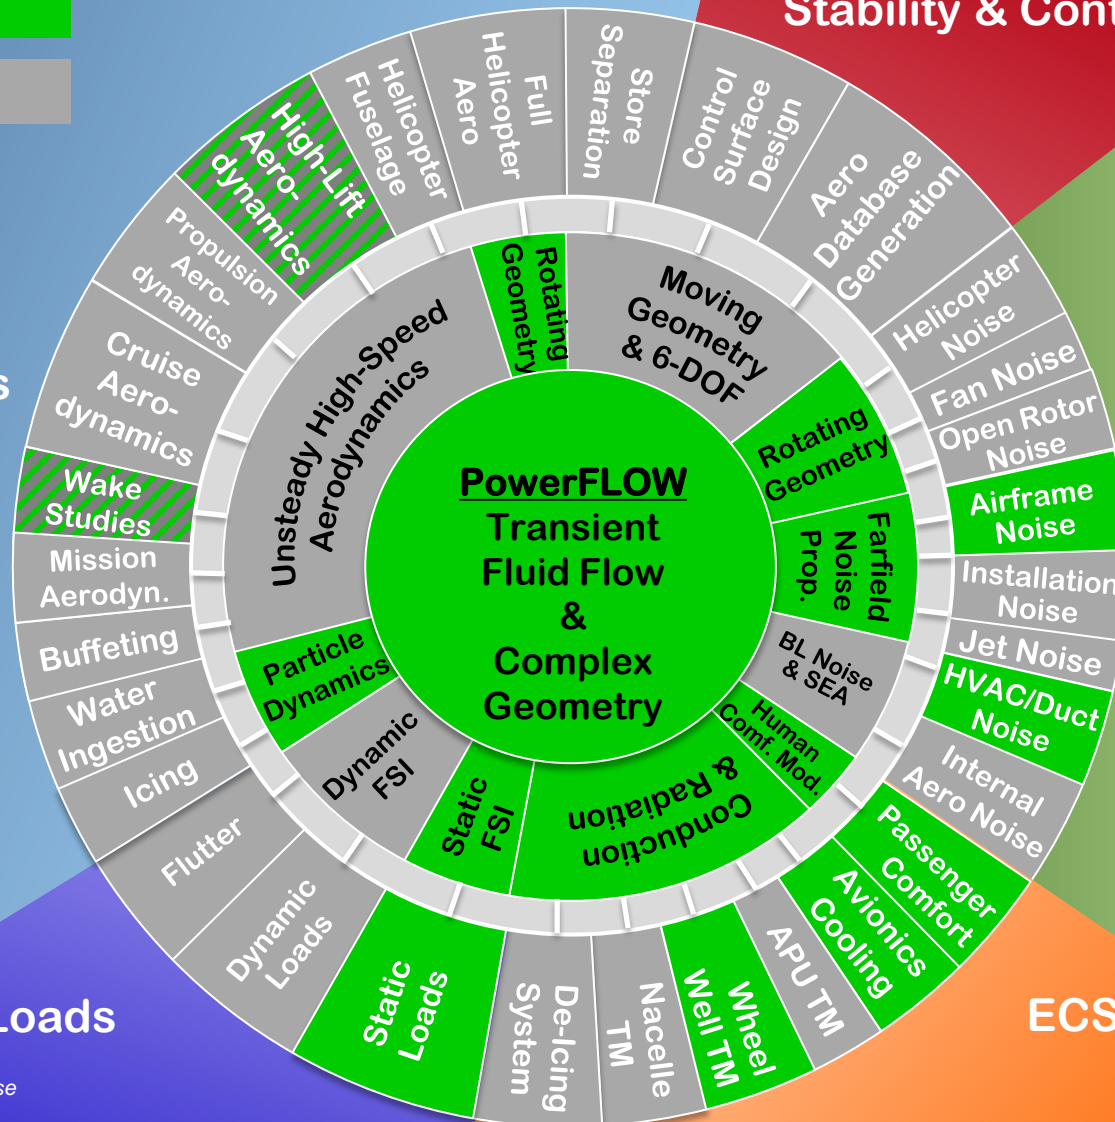 Stability & Cont
Store
Separation
Full
Helicopter
Aero
Helicopter
Fuselage
High-Lift
Aero-
dynamics
Propulsion
Aero-
dynamics
Cruise
Aero-
dynamics
Wake
Studies
Mission
Aerodyn.
Buffeting
Water
Ingestion
Icing
Flutter
Dynamic
Loads
Static
Loads
De-Icing
System
Nacelle
TM
Wheel
Well TM
APU TM
Avionics
Cooling
Passenger
Comfort
Internal
Aero Noise
HVAC/Duct
Noise
Jet Noise
Installation
Noise
Airframe
Noise
Open Rotor
Noise
Fan Noise
Helicopter
Noise
Aero
Database
Generation
Control
Surface
Design
Unsteady High-Speed
Aerodynamics
Rotating
Geometry
Moving
Geometry
& 6-DOF
Rotating
Geometry
Farfield
Noise
Prop.
BL Noise
& SEA
Human
Comf. Mod.
Conduction
& Radiation
Static
FSI
Dynamic
FSI
Particle
Dynamics
PowerFLOW
Transient
Fluid Flow
&
Complex
Geometry
s
Loads
se
ECS